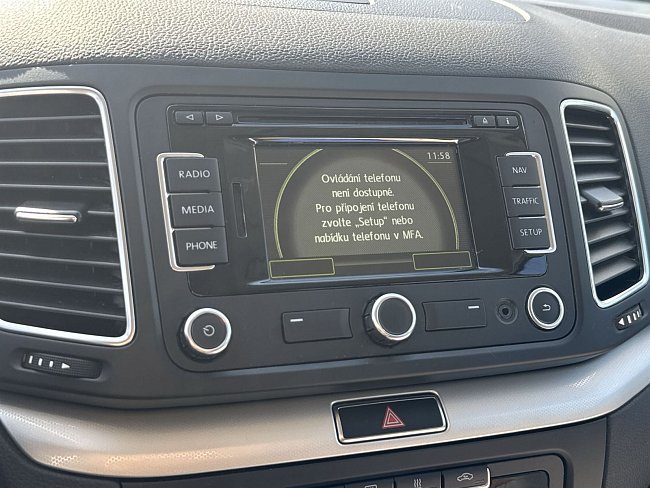 RADIO
MEDIA
PHONE
11:58
Ovládání telefonu
není dostupné.
Pro připojení telefonu
zvolte „Setup" nebo
nabídku telefonu v MFA.
NAV
TRAFFIC
SETUP